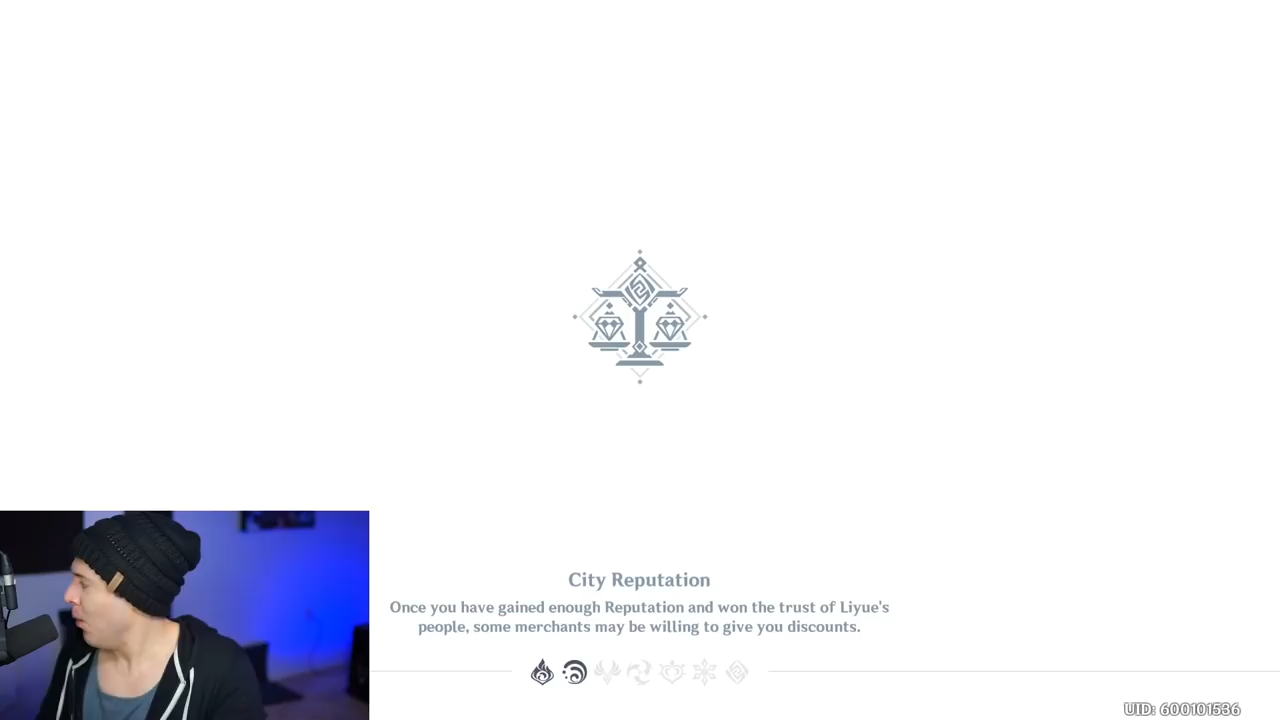 City Reputation
Once you have gained enough Reputation and won the trust of Liyue's
people, some merchants may be willing to give you discounts.
UID: 600101536